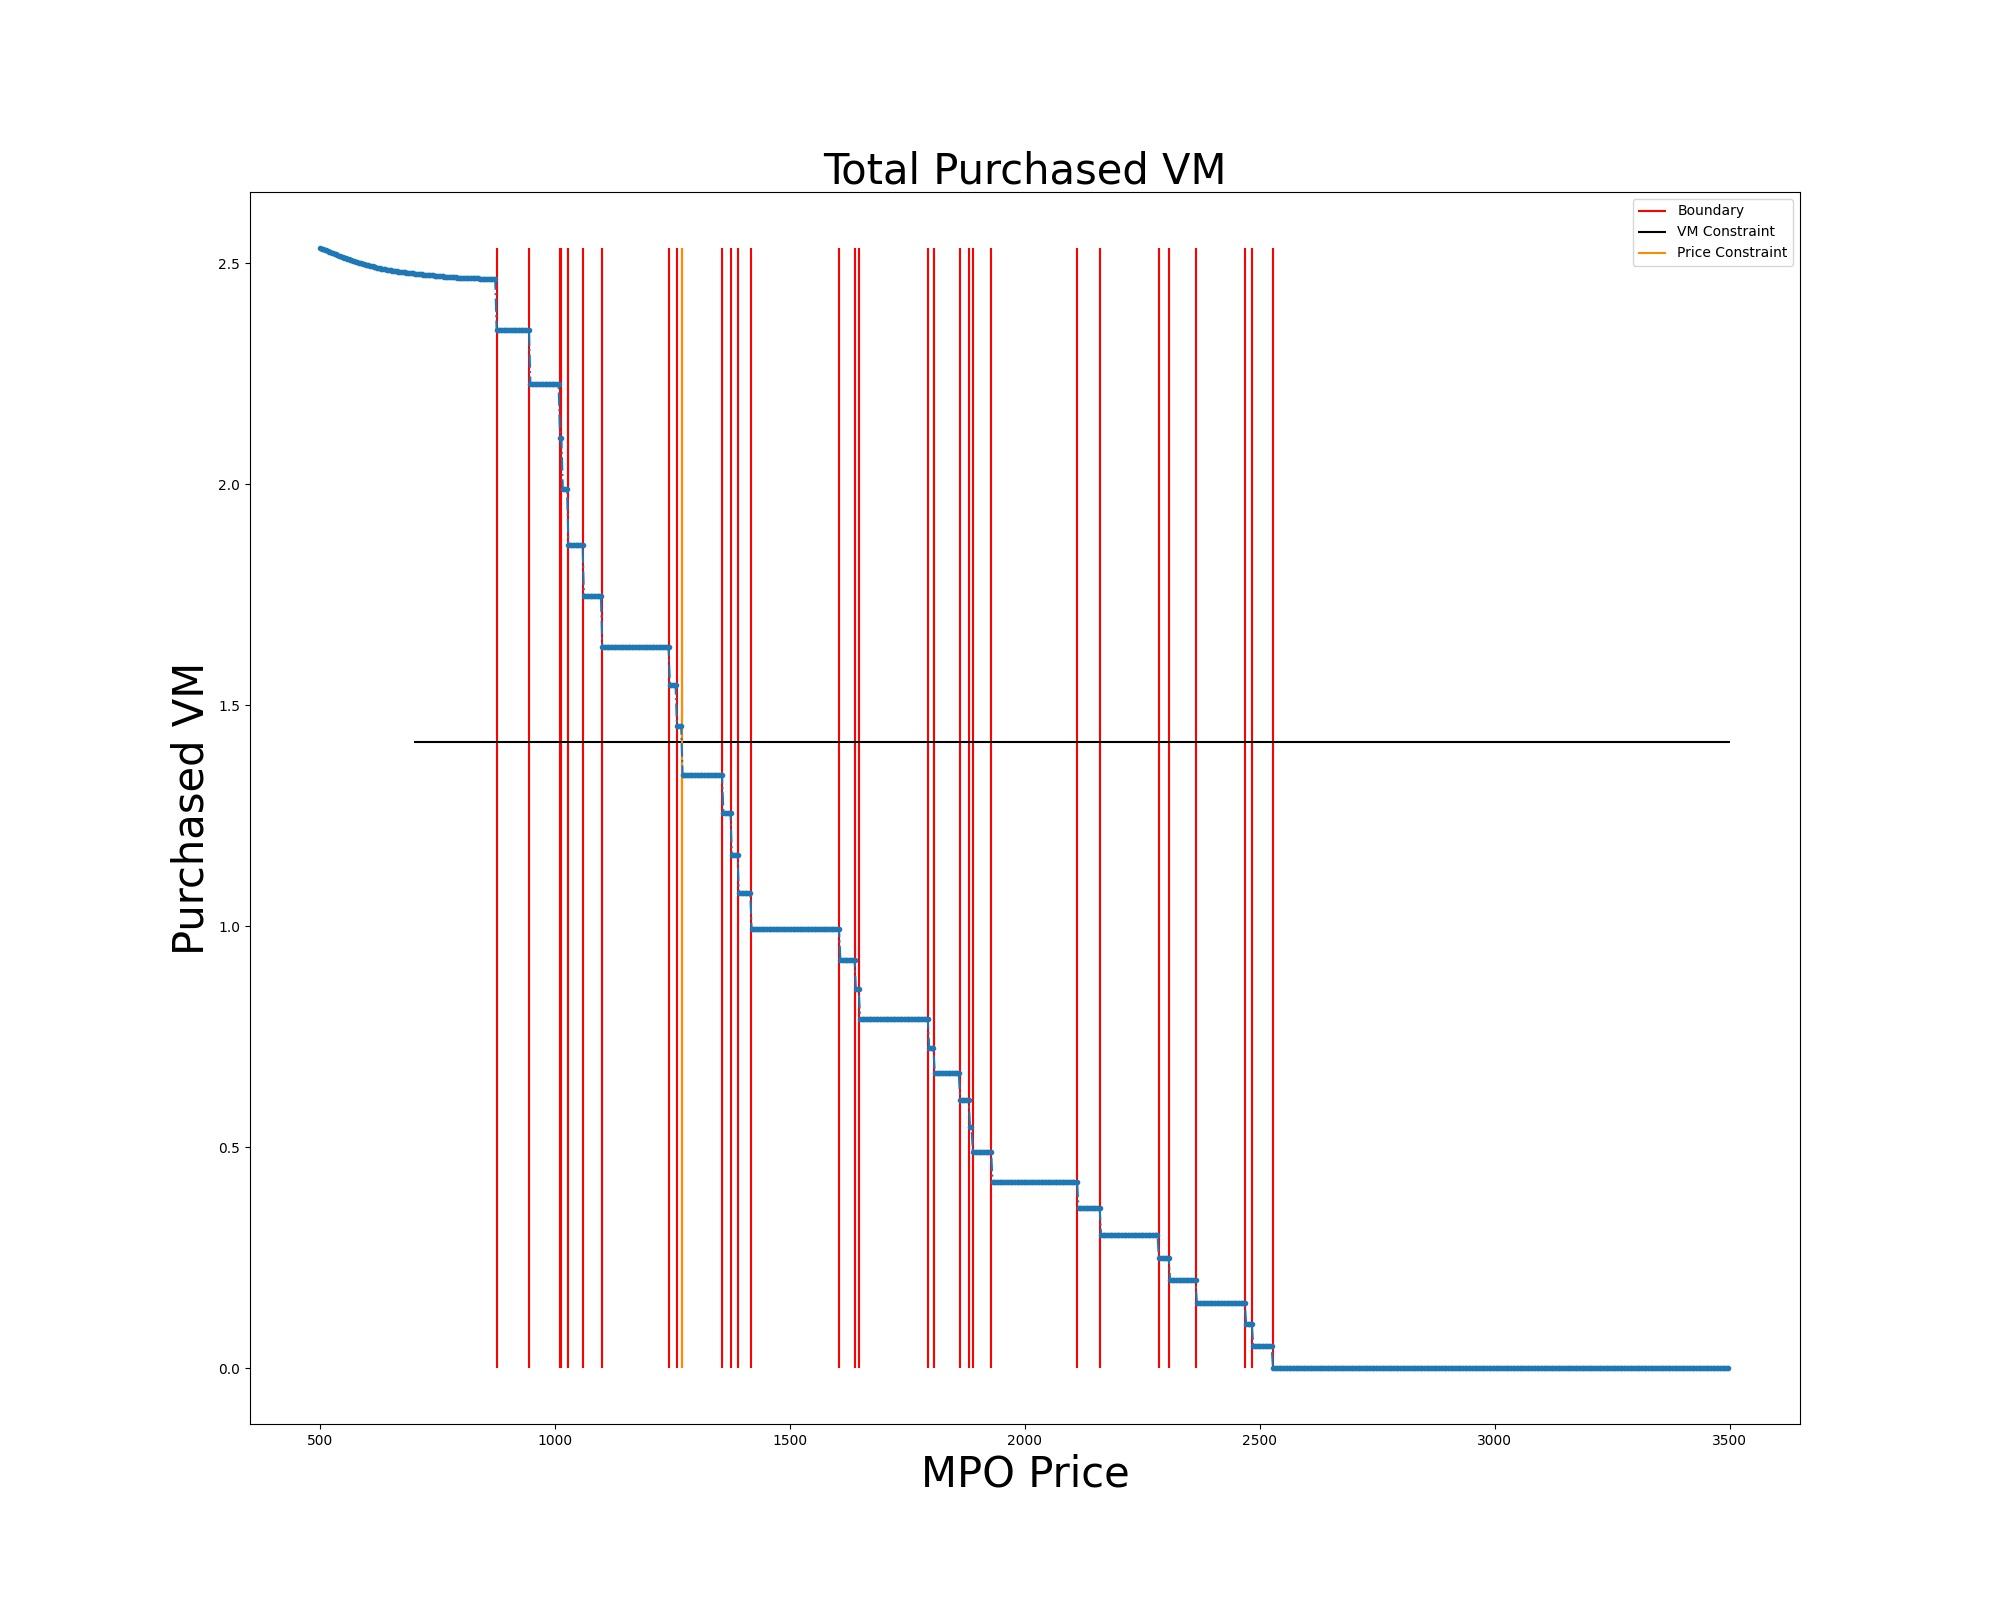 Total Purchased VM
Boundary
VM Constraint
Price Constraint
2.5
2.0
1.5
1.0
0.5
0.0
Purchased VM
500 1000 1500 2000 2500 3000 3500
MPO Price